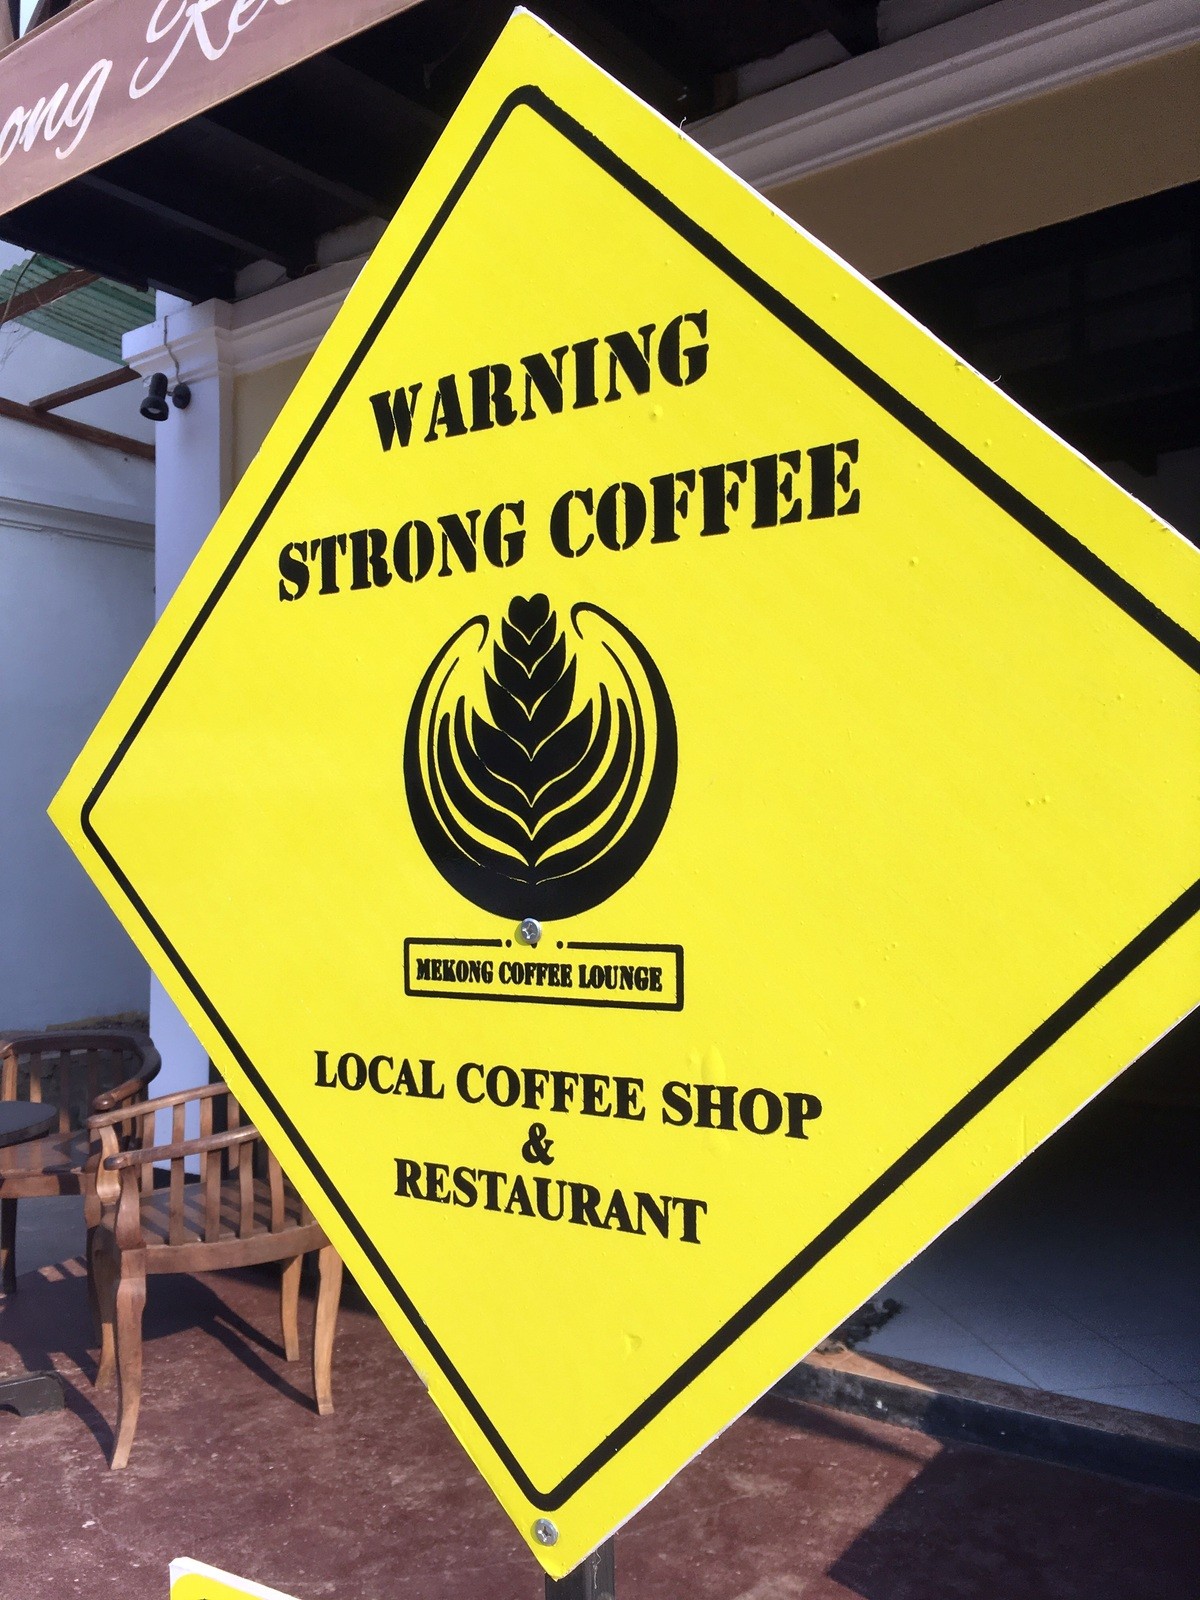 WARNING
STRONG COFFEE
MEKONG COFFEE LOUNGE
LOCAL COFFEE SHOP
&
RESTAURANT